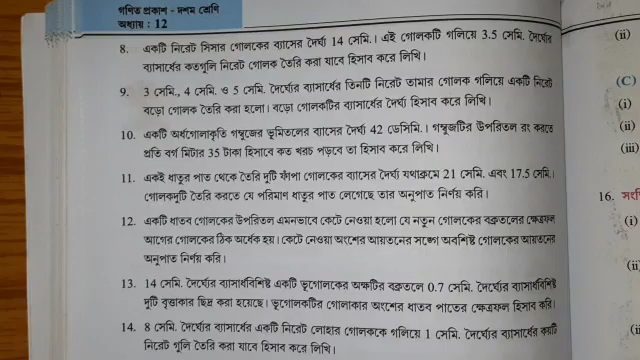 গণিত প্রকাশ - দশম শ্রেণি
অধ্যায় : 12
8. একটি নিরেট সিসার গোলকের ব্যাসের দৈর্ঘ্য 14 সেমি.। এই গোলকটি গলিয়ে 3.5 সেমি. দৈর্ঘ্যের
ব্যাসার্ধের কতগুলি নিরেট গোলক তৈরি করা যাবে হিসাব করে লিখি।
9. 3 সেমি., 4 সেমি. ও 5 সেমি. দৈর্ঘ্যের ব্যাসার্ধের তিনটি নিরেট তামার গোলক গলিয়ে একটি নিরেট
বড়ো গোলক তৈরি করা হলো। বড়ো গোলকটির ব্যাসার্ধের দৈর্ঘ্য হিসাব করে লিখি।
10. একটি অর্ধগোলাকৃতি গম্বুজের ভূমিতলের ব্যাসের দৈর্ঘ্য 42 ডেসিমি.। গম্বুজটির উপরিতল রং করতে
প্রতি বর্গ মিটার 35 টাকা হিসাবে কত খরচ পড়বে তা হিসাব করে লিখি।
11. একই ধাতুর পাত থেকে তৈরি দুটি ফাঁপা গোলকের ব্যাসের দৈর্ঘ্য যথাক্রমে 21 সেমি. এবং 17.5 সেমি.।
গোলকদুটি তৈরি করতে যে পরিমাণ ধাতুর পাত লেগেছে তার অনুপাত নির্ণয় করি।
12. একটি ধাতব গোলকের উপরিতল এমনভাবে কেটে নেওয়া হলো যে নতুন গোলকের বক্রতলের ক্ষেত্রফল
আগের গোলকের ঠিক অর্ধেক হয়। কেটে নেওয়া অংশের আয়তনের সঙ্গে অবশিষ্ট গোলকের আয়তনের
অনুপাত নির্ণয় করি।
13. 14 সেমি. দৈর্ঘ্যের ব্যাসার্ধবিশিষ্ট একটি ভূগোলকের অক্ষটির বক্রতলে 0.7 সেমি. দৈর্ঘ্যের ব্যাসার্ধবিশিষ্ট
দুটি বৃত্তাকার ছিদ্র করা হয়েছে। ভূগোলকটির গোলাকার অংশের ধাতব পাতের ক্ষেত্রফল হিসাব করি।
14. 8 সেমি. দৈর্ঘ্যের ব্যাসার্ধের একটি নিরেট লোহার গোলককে গলিয়ে 1 সেমি. দৈর্ঘ্যের ব্যাসার্ধের কয়টি
নিরেট গুলি তৈরি করা যাবে হিসাব করে লিখি।
(ii)
(C)
(i)
(ii)
(iii)
16.
(i)